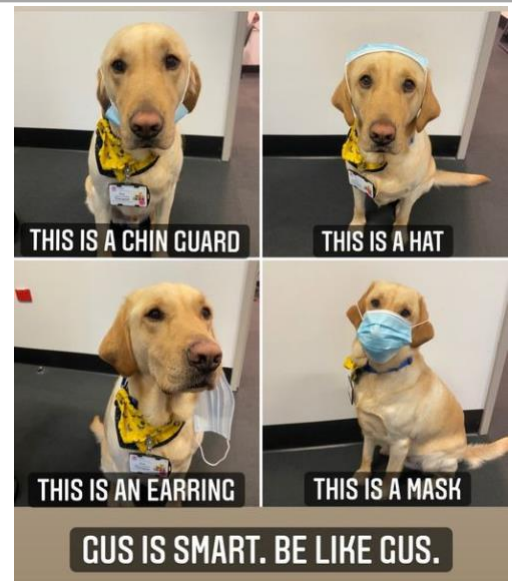 THIS IS A CHIN GUARD
THIS IS A HAT
THIS IS AN EARRING
THIS IS A MASK
GUS IS SMART. BE LIKE GUS.